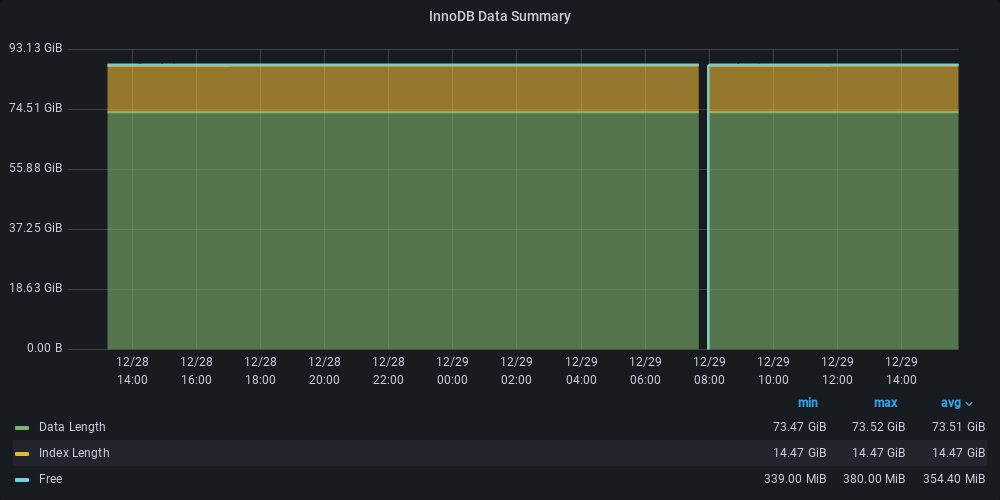 InnoDB Data Summary
93.13 GiB
74.51 GiB
55.88 GiB
37.25 GiB
18.63 GiB
0.00 B
12/28 12/28 12/28 12/28 12/28 12/29 12/29 12/29 12/29 12/29 12/29 12/29 12/29
14:00 16:00 18:00 20:00 22:00 00:00 02:00 04:00 06:00 08:00 10:00 12:00 14:00
min max avg
Data Length 73.47 GiB 73.52 GiB 73.51 GiB
Index Length 14.47 GiB 14.47 GiB 14.47 GiB
Free 339.00 MiB 380.00 MiB 354.40 MiB